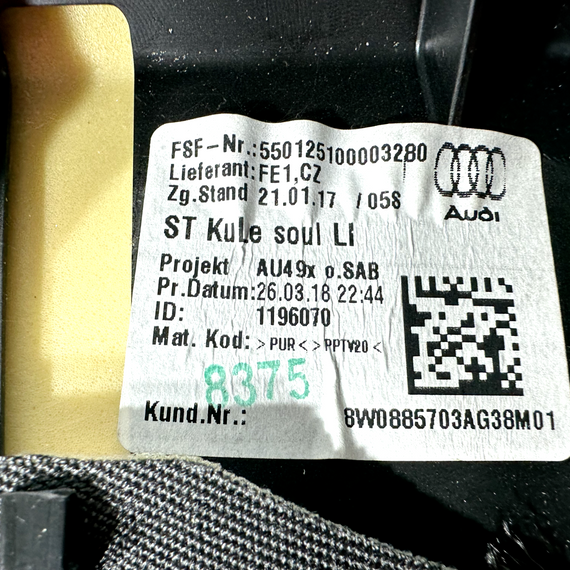 FSF-Nr.:550125100003280
Lieferant:FE1,CZ
Zg.Stand 21.01.17 /05S
Audi
ST KuLe soul LI
Projekt AU49x o.SAB
Pr.Datum:26.03.18 22:44
ID: 1196070
Mat. Kod: >PUR<>PPTV20<
8375
Kund.Nr.: 8W0885703AG38M01